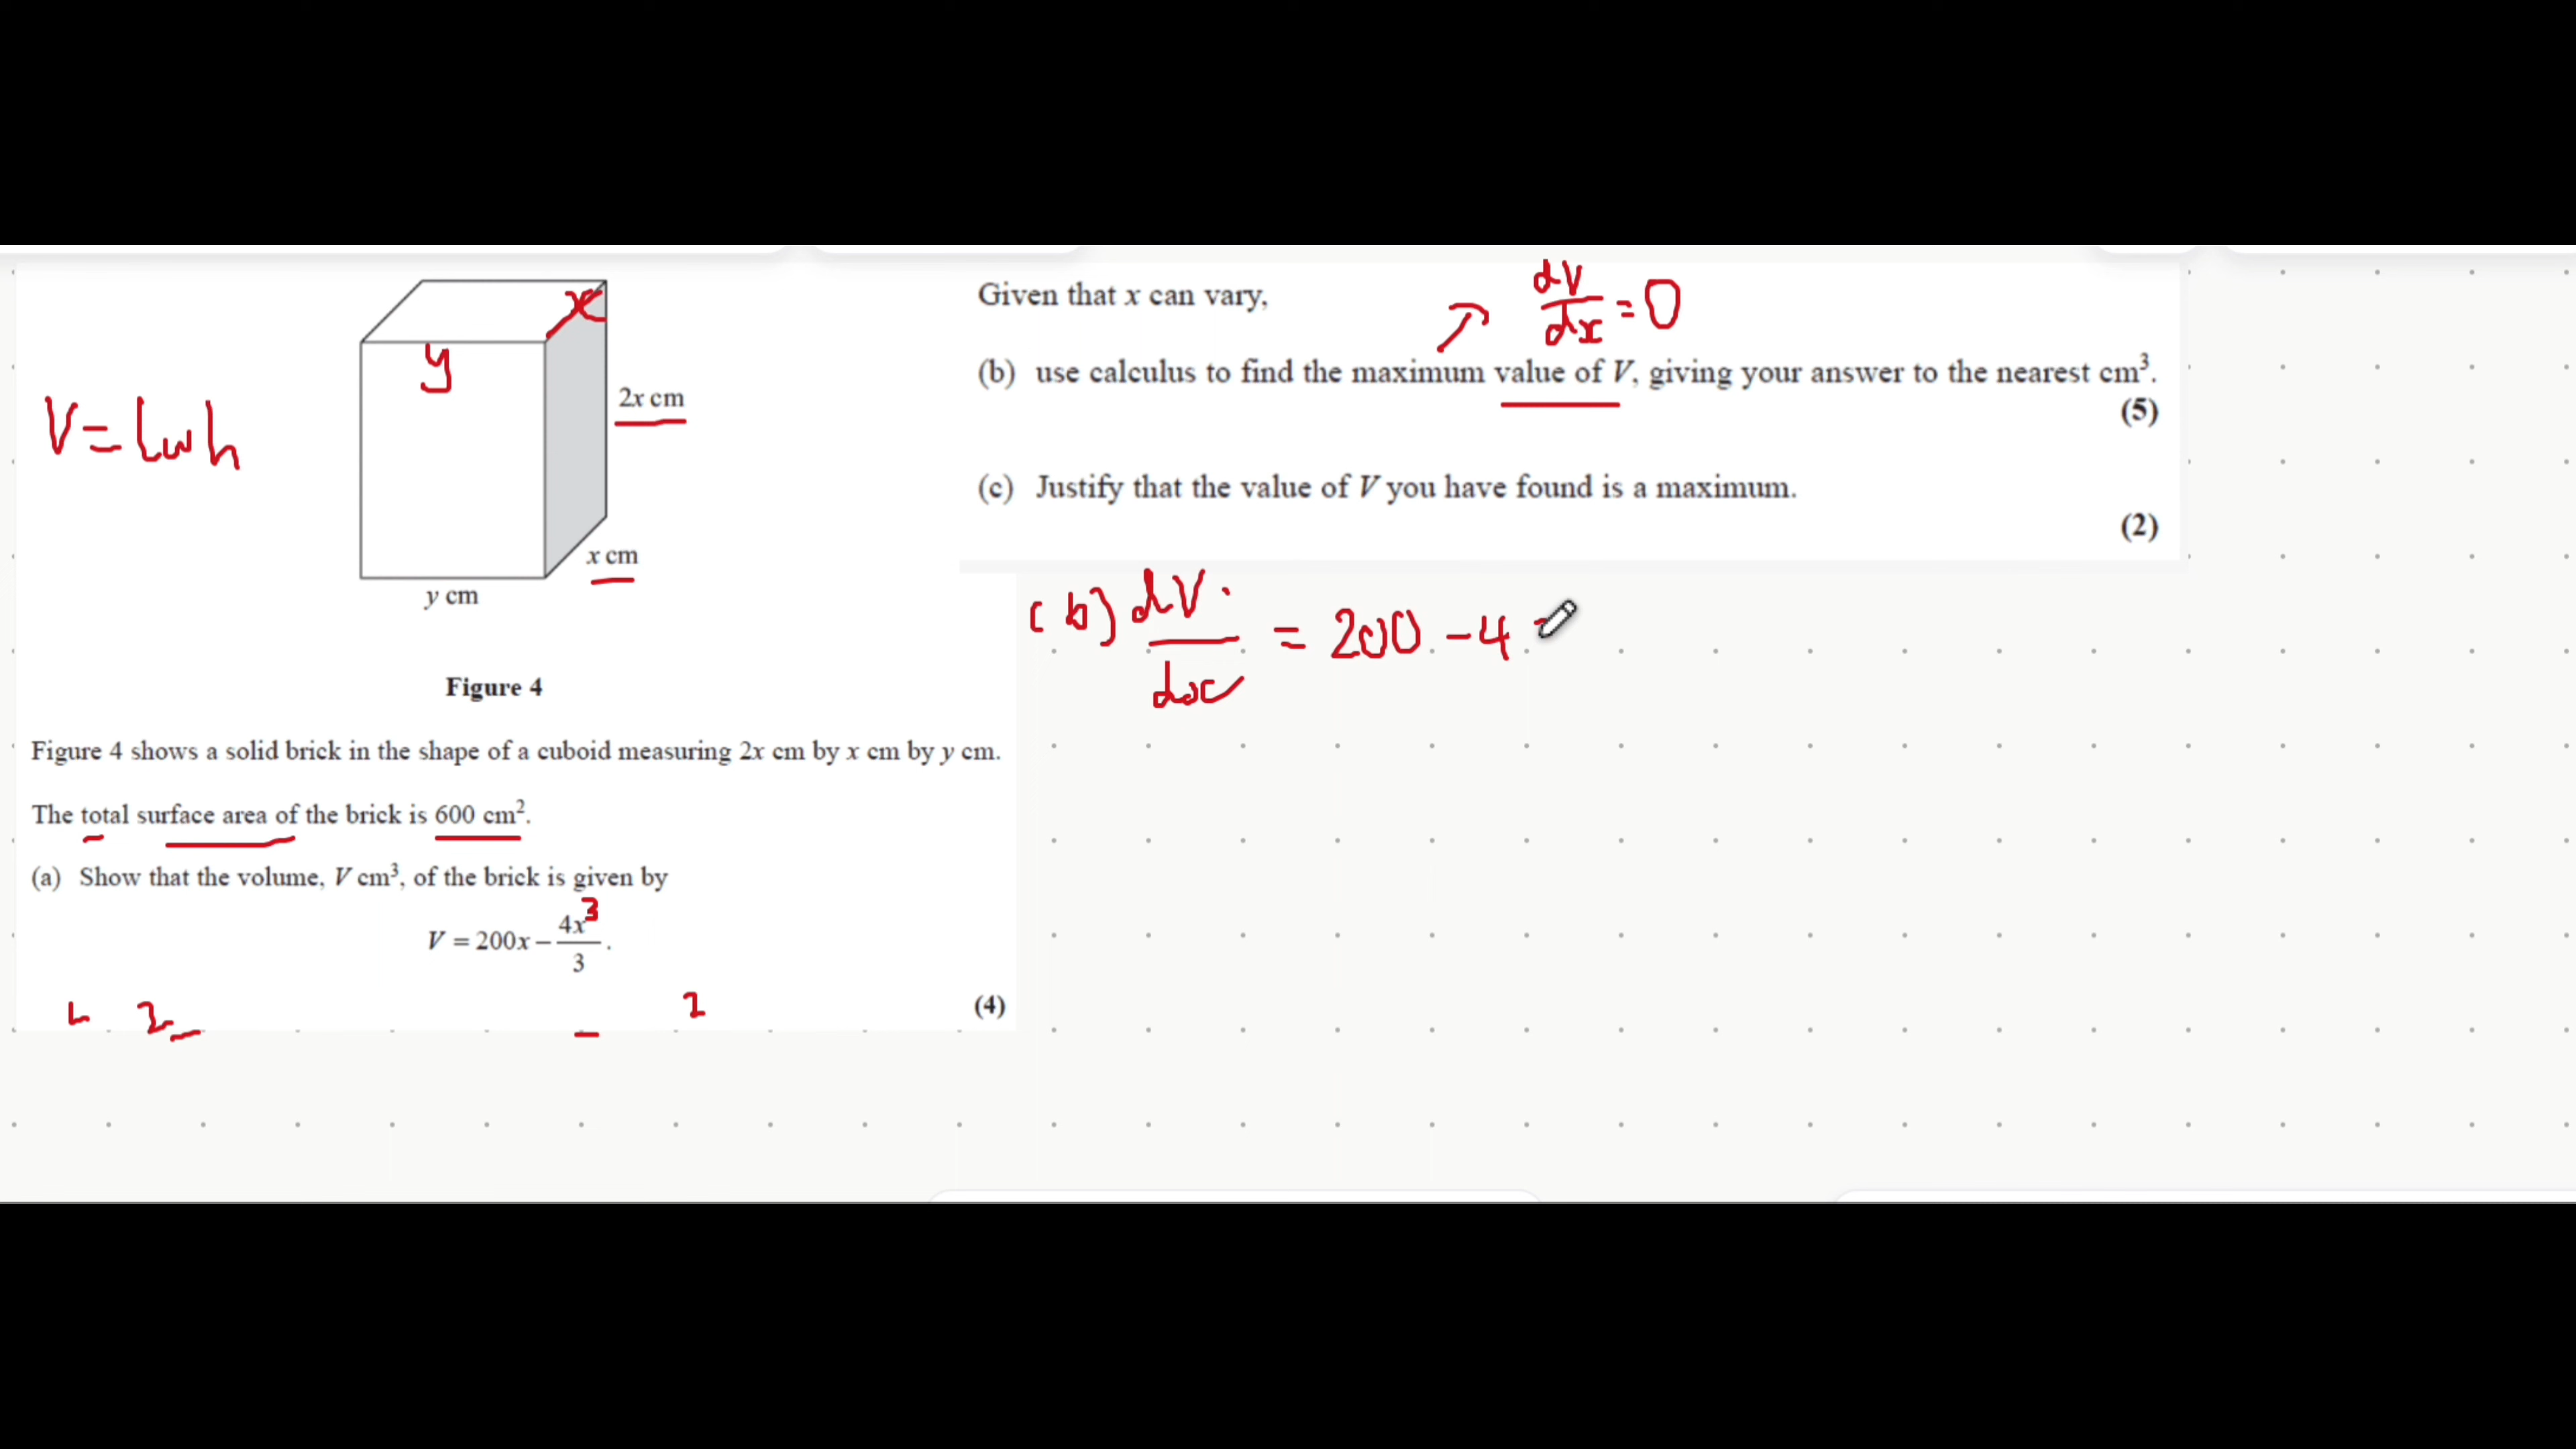 x
y
2x cm
V = lwh
x cm
y cm
Figure 4
Figure 4 shows a solid brick in the shape of a cuboid measuring 2x cm by x cm by y cm.
The total surface area of the brick is 600 cm².
(a) Show that the volume, V cm³, of the brick is given by
V = 200x – 4x³/3 .
2
2
(4)
Given that x can vary,
dV/dx = 0
(b) use calculus to find the maximum value of V, giving your answer to the nearest cm³.
(5)
(c) Justify that the value of V you have found is a maximum.
(2)
(b) dV/dx = 200 - 4